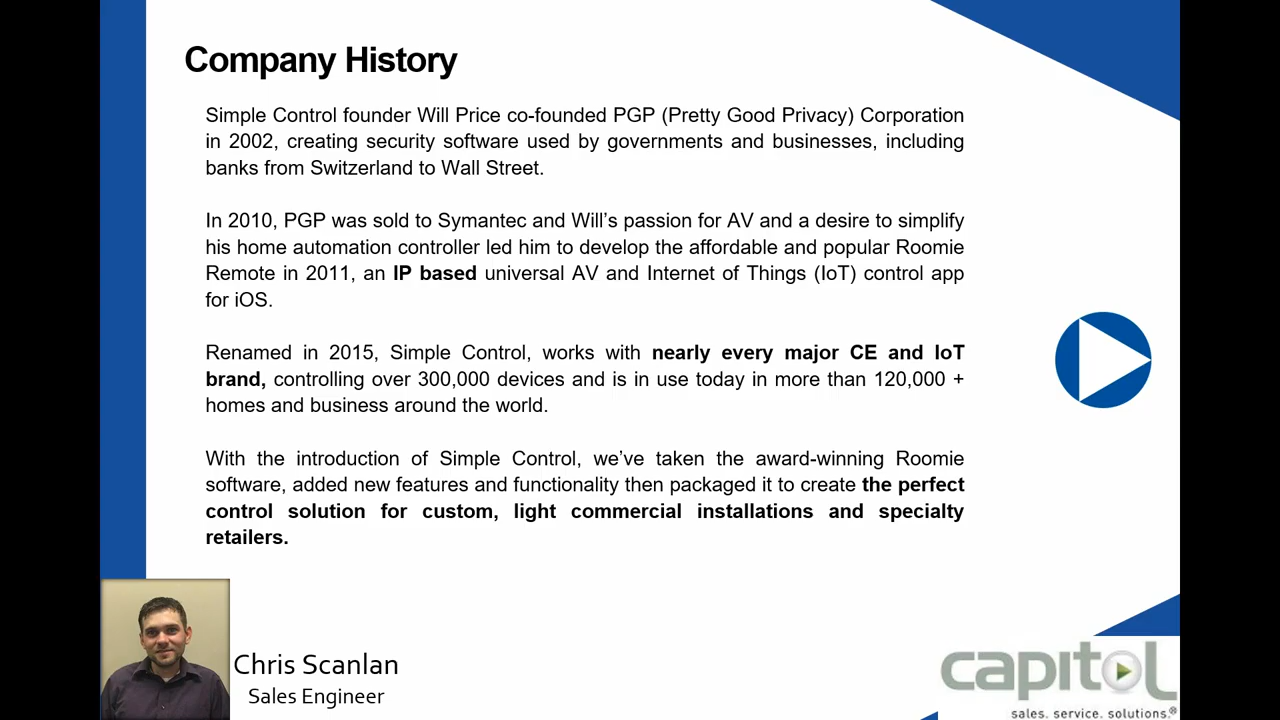 Company History
Simple Control founder Will Price co-founded PGP (Pretty Good Privacy) Corporation
in 2002, creating security software used by governments and businesses, including
banks from Switzerland to Wall Street.
In 2010, PGP was sold to Symantec and Will's passion for AV and a desire to simplify
his home automation controller led him to develop the affordable and popular Roomie
Remote in 2011, an IP based universal AV and Internet of Things (IoT) control app
for iOS.
Renamed in 2015, Simple Control, works with nearly every major CE and IoT
brand, controlling over 300,000 devices and is in use today in more than 120,000 +
homes and business around the world.
With the introduction of Simple Control, we've taken the award-winning Roomie
software, added new features and functionality then packaged it to create the perfect
control solution for custom, light commercial installations and specialty
retailers.
Chris Scanlan
Sales Engineer
capitol
sales. service. solutions.®